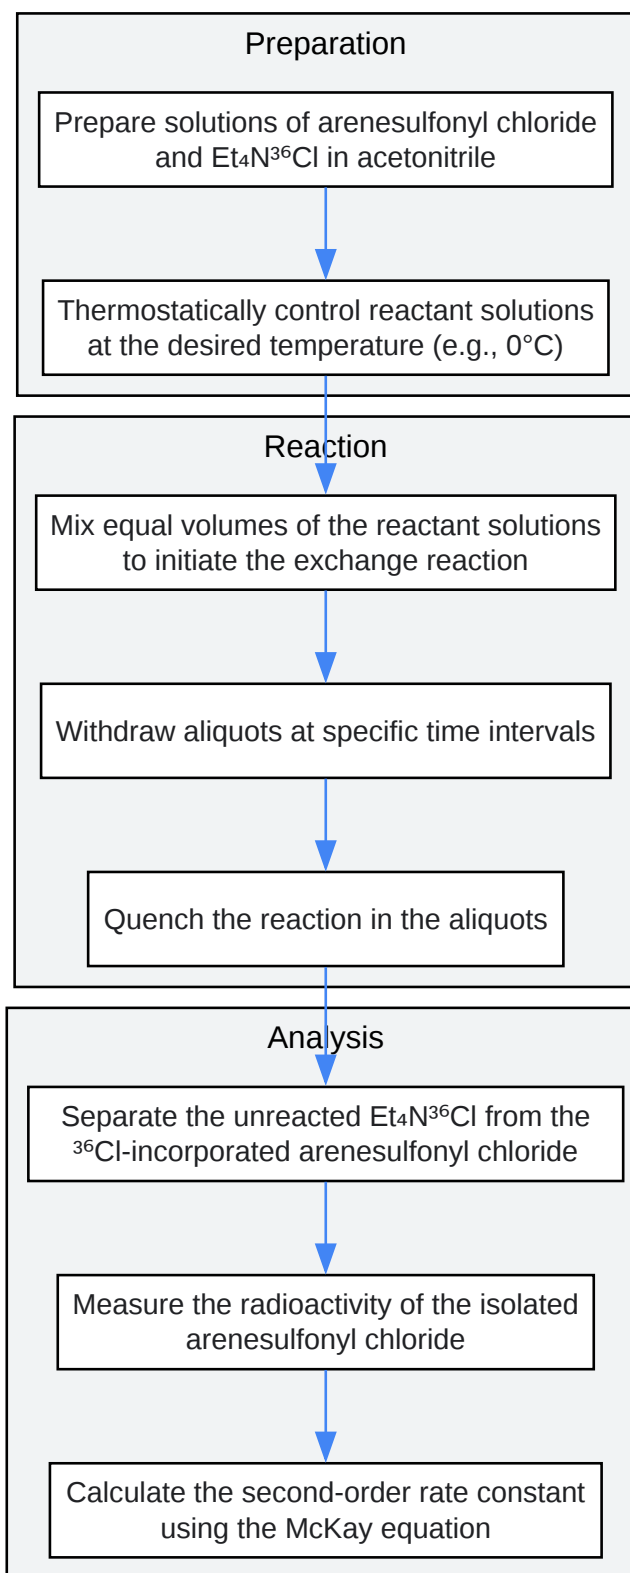 Preparation
Prepare solutions of arenesulfonyl chloride
and Et₄N³⁶Cl in acetonitrile
Thermostatically control reactant solutions
at the desired temperature (e.g., 0°C)
Reaction
Mix equal volumes of the reactant solutions
to initiate the exchange reaction
Withdraw aliquots at specific time intervals
Quench the reaction in the aliquots
Analysis
Separate the unreacted Et₄N³⁶Cl from the
³⁶Cl-incorporated arenesulfonyl chloride
Measure the radioactivity of the isolated
arenesulfonyl chloride
Calculate the second-order rate constant
using the McKay equation